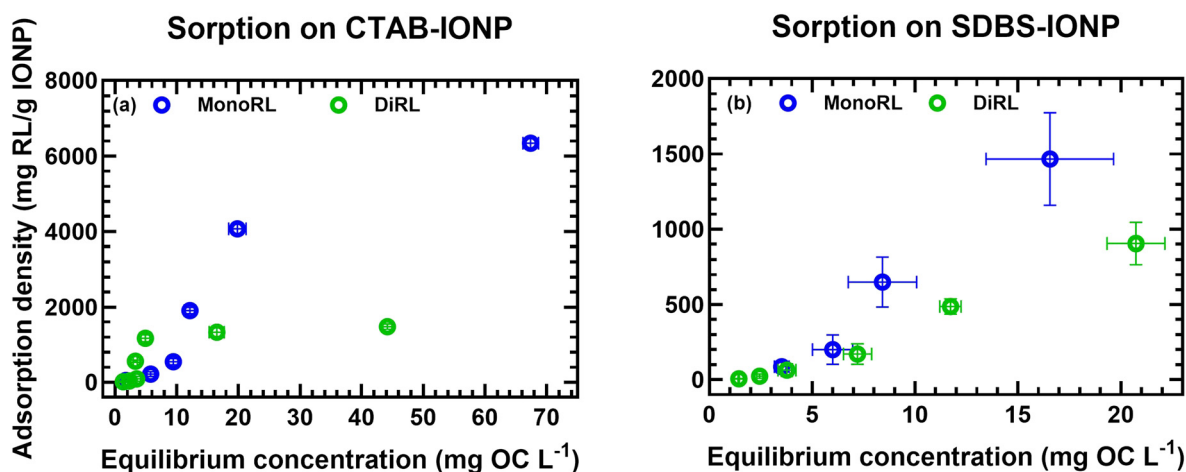 Sorption on CTAB-IONP
Adsorption density (mg RL/g IONP)
8000
6000
4000
2000
0
(a) MonoRL DiRL
0 10 20 30 40 50 60 70
Equilibrium concentration (mg OC L-1)
Sorption on SDBS-IONP
2000
1500
1000
500
0
(b) MonoRL DiRL
0 5 10 15 20
Equilibrium concentration (mg OC L-1)